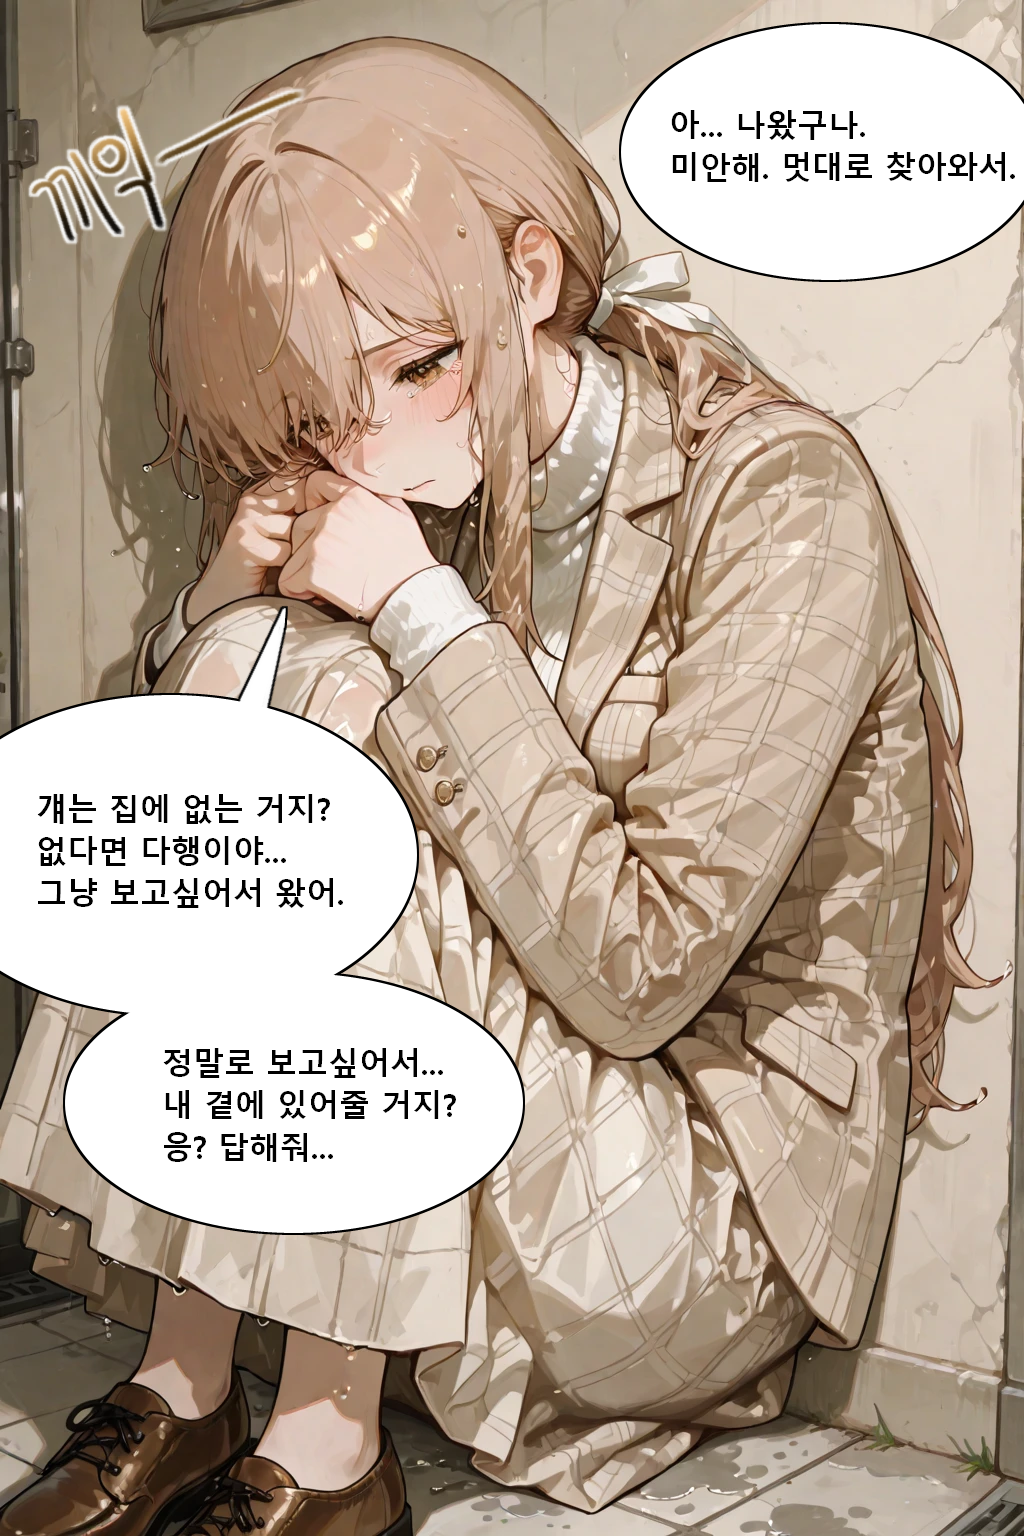 끼익
아... 나왔구나.
미안해. 멋대로 찾아와서.
걔는 집에 없는 거지?
없다면 다행이야...
그냥 보고싶어서 왔어.
정말로 보고싶어서...
내 곁에 있어줄 거지?
응? 답해줘...